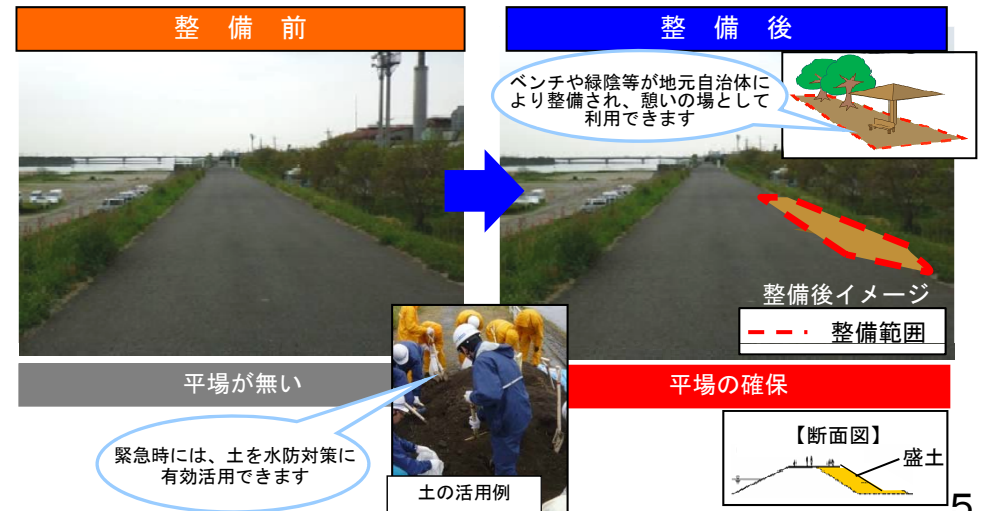 整備前
整備後
ベンチや緑陰等が地元自治体に
より整備され、憩いの場として
利用できます
整備後イメージ
整備範囲
平場が無い
平場の確保
緊急時には、土を水防対策に
有効活用できます
土の活用例
【断面図】
盛土
5